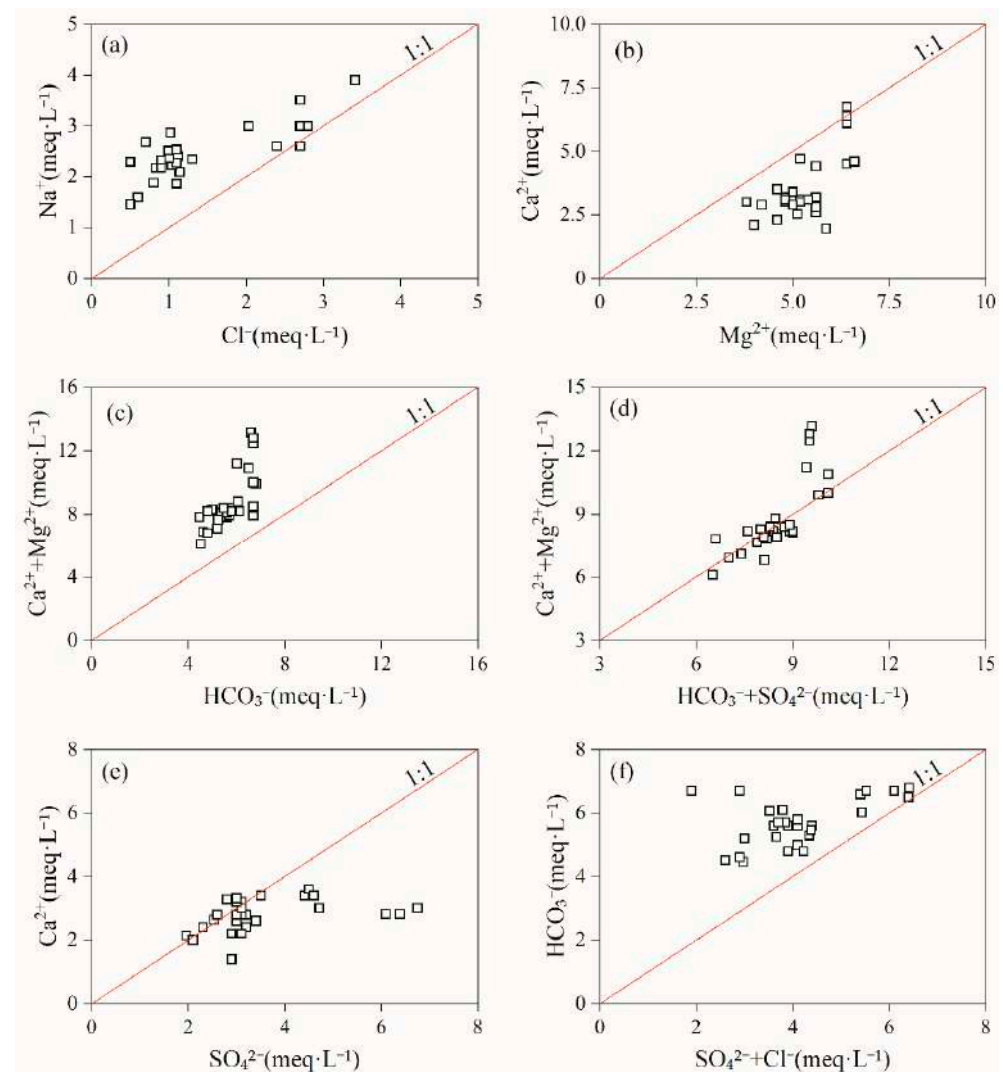 (a)
1:1
5
4
3
2
1
0
Na⁺(meq·L⁻¹)
0 1 2 3 4 5
Cl⁻(meq·L⁻¹)
(b)
1:1
10.0
7.5
5.0
2.5
0
Ca²⁺(meq·L⁻¹)
0 2.5 5.0 7.5 10
Mg²⁺(meq·L⁻¹)
(c)
1:1
16
12
8
4
0
Ca²⁺+Mg²⁺(meq·L⁻¹)
0 4 8 12 16
HCO₃⁻(meq·L⁻¹)
(d)
1:1
15
12
9
6
3
Ca²⁺+Mg²⁺(meq·L⁻¹)
3 6 9 12 15
HCO₃⁻+SO₄²⁻(meq·L⁻¹)
(e)
1:1
8
6
4
2
0
Ca²⁺(meq·L⁻¹)
0 2 4 6 8
SO₄²⁻(meq·L⁻¹)
(f)
1:1
8
6
4
2
0
HCO₃⁻(meq·L⁻¹)
0 2 4 6 8
SO₄²⁻+Cl⁻(meq·L⁻¹)